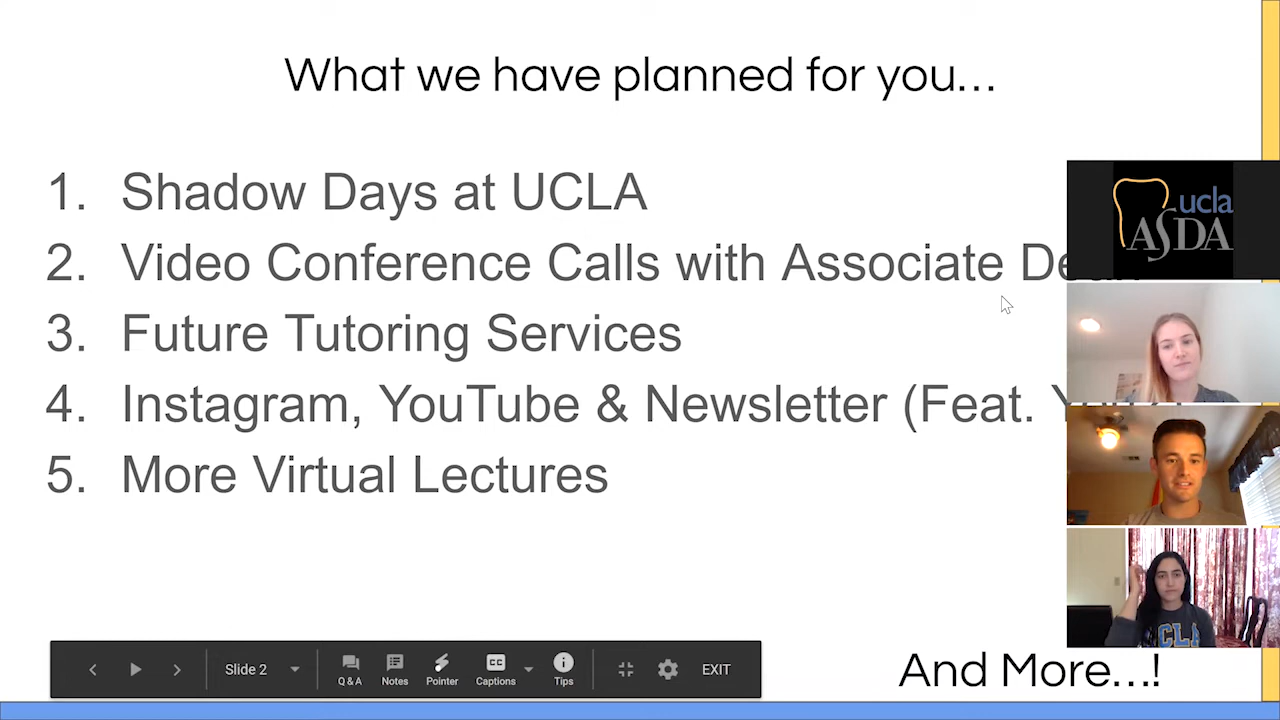 What we have planned for you...
1. Shadow Days at UCLA
2. Video Conference Calls with Associate
3. Future Tutoring Services
4. Instagram, YouTube & Newsletter (Feat.
5. More Virtual Lectures
And More...!
ucla
ASDA
UCLA
Slide 2
Q & A
Notes
Pointer
CC
Captions
Tips
EXIT